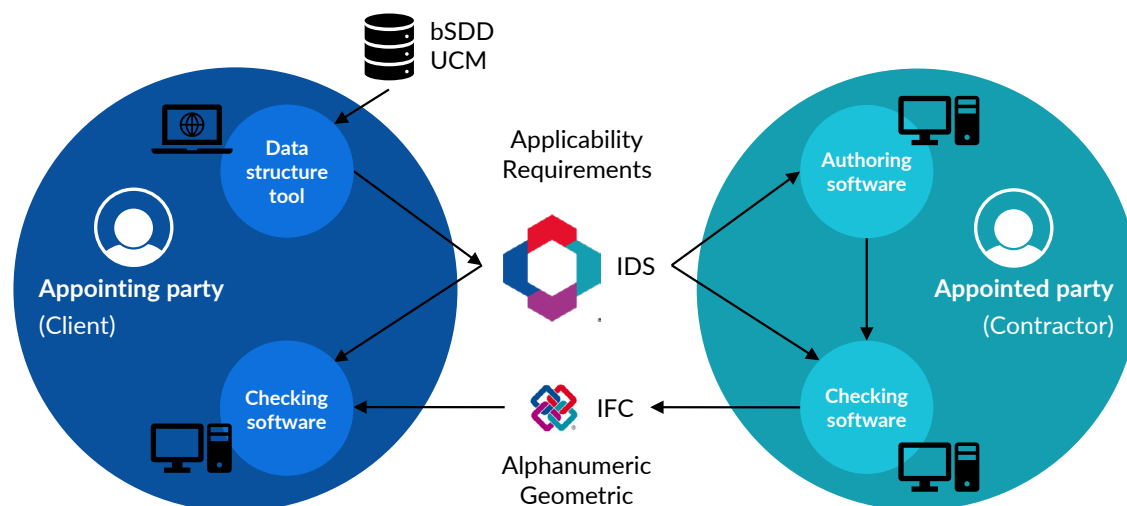 bSDD
UCM
Data
structure
tool
Applicability
Requirements
Authoring
software
IDS
Appointing party
(Client)
Appointed party
(Contractor)
Checking
software
IFC
Checking
software
Alphanumeric
Geometric